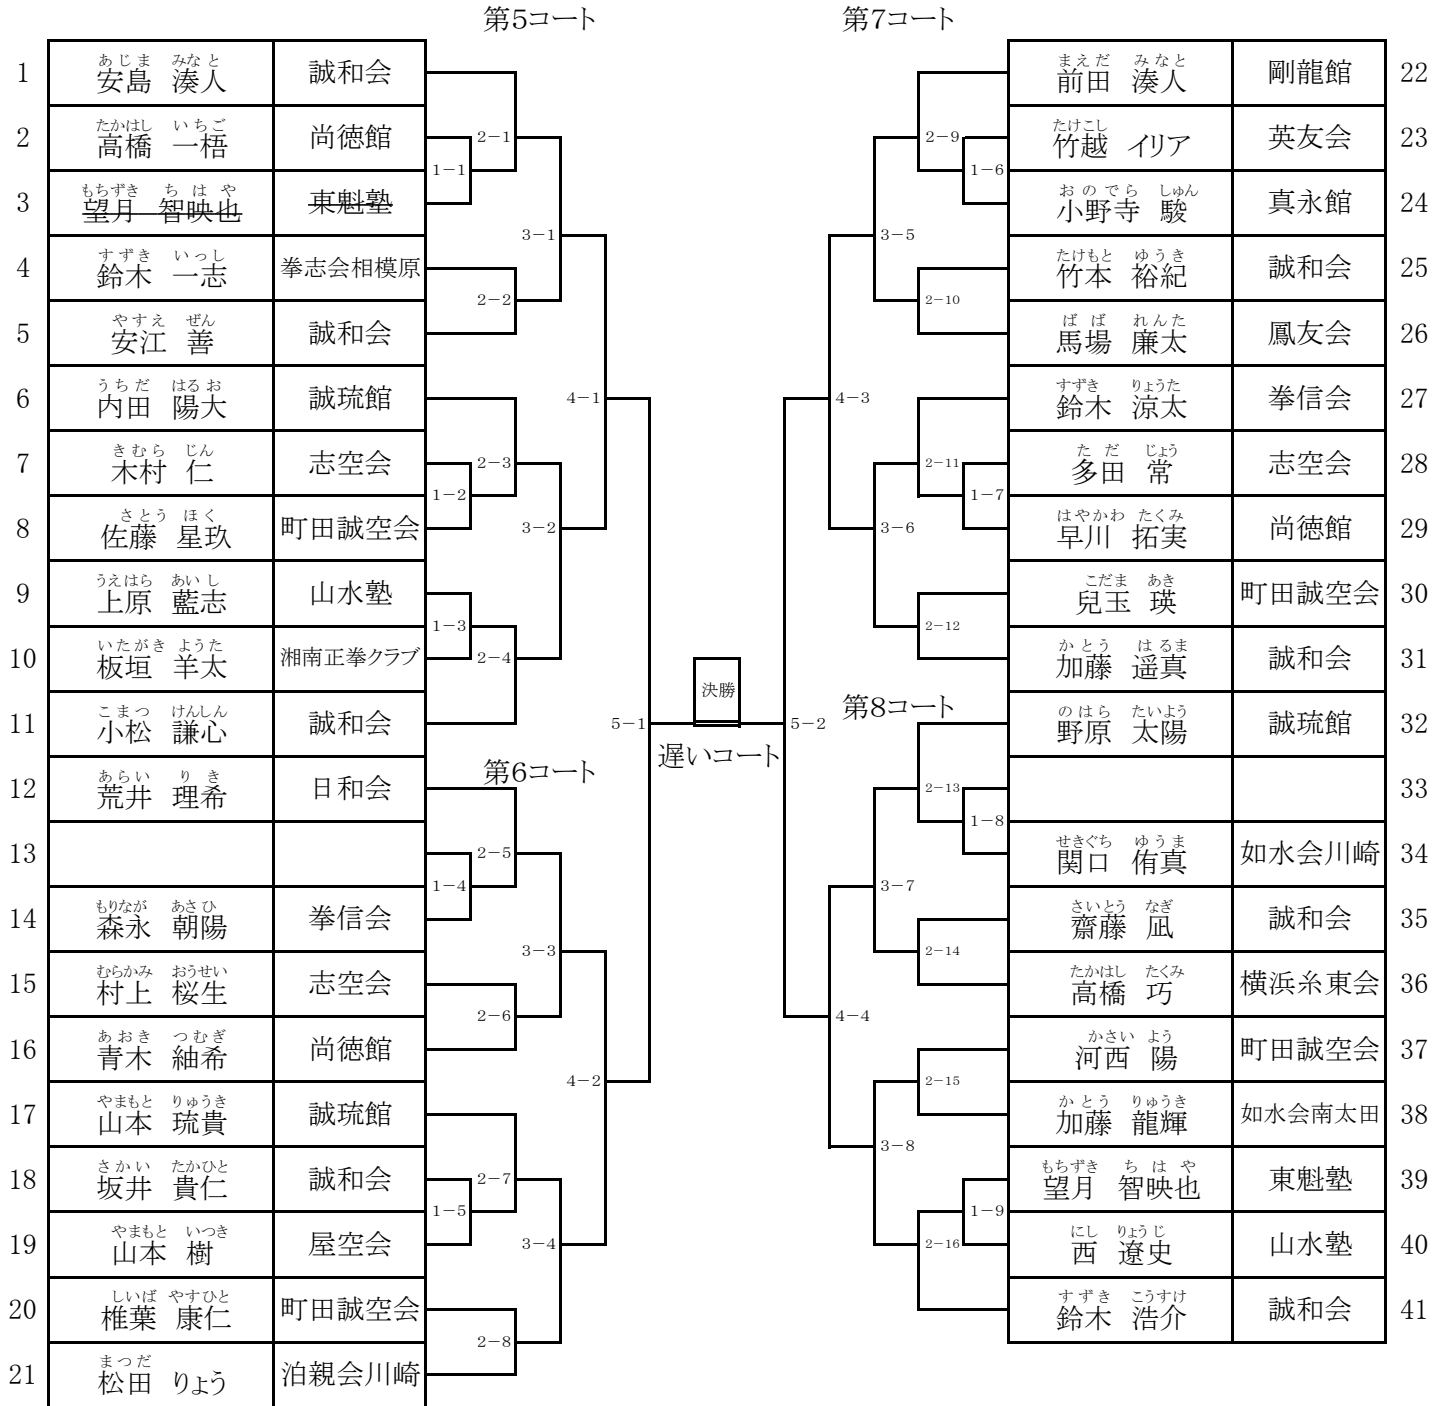 第5コート
第7コート
1 あじま みなと 安島 湊人 誠和会
2 たかはし いちご 高橋 一梧 尚徳館
3 もちずき ちはや 望月 智映也 東魁塾
4 すずき いっし 鈴木 一志 拳志会相模原
5 やすえ ぜん 安江 善 誠和会
6 うちだ はるお 内田 陽大 誠琉館
7 きむら じん 木村 仁 志空会
8 さとう ほく 佐藤 星玖 町田誠空会
9 うえはら あいし 上原 藍志 山水塾
10 いたがき ようた 板垣 羊太 湘南正拳クラブ
11 こまつ けんしん 小松 謙心 誠和会
第6コート
12 あらい りき 荒井 理希 日和会
13
14 もりなが あさひ 森永 朝陽 拳信会
15 むらかみ おうせい 村上 桜生 志空会
16 あおき つむぎ 青木 紬希 尚徳館
17 やまもと りゅうき 山本 琉貴 誠琉館
18 さかい たかひと 坂井 貴仁 誠和会
19 やまもと いつき 山本 樹 屋空会
20 しいば やすひと 椎葉 康仁 町田誠空会
21 まつだ 松田 りょう 泊親会川崎
1-1
1-2
1-3
1-4
1-5
2-1
2-2
2-3
2-4
2-5
2-6
2-7
2-8
3-1
3-2
3-3
3-4
4-1
4-2
5-1
決勝
遅いコート
5-2
4-3
4-4
3-5
3-6
3-7
3-8
2-9
2-10
2-11
2-12
2-13
2-14
2-15
2-16
1-6
1-7
1-8
1-9
まえだ みなと 前田 湊人 剛龍館 22
たけこし 竹越 イリア 英友会 23
おのでら しゅん 小野寺 駿 真永館 24
たけもと ゆうき 竹本 裕紀 誠和会 25
ばば れんた 馬場 廉太 鳳友会 26
すずき りょうた 鈴木 涼太 拳信会 27
ただ じょう 多田 常 志空会 28
はやかわ たくみ 早川 拓実 尚徳館 29
こだま あき 兒玉 瑛 町田誠空会 30
かとう はるま 加藤 遥真 誠和会 31
第8コート
のはら たいよう 野原 太陽 誠琉館 32
33
せきぐち ゆうま 関口 侑真 如水会川崎 34
さいとう なぎ 齋藤 凪 誠和会 35
たかはし たくみ 高橋 巧 横浜糸東会 36
かさい よう 河西 陽 町田誠空会 37
かとう りゅうき 加藤 龍輝 如水会南太田 38
もちずき ちはや 望月 智映也 東魁塾 39
にし りょうじ 西 遼史 山水塾 40
すずき こうすけ 鈴木 浩介 誠和会 41